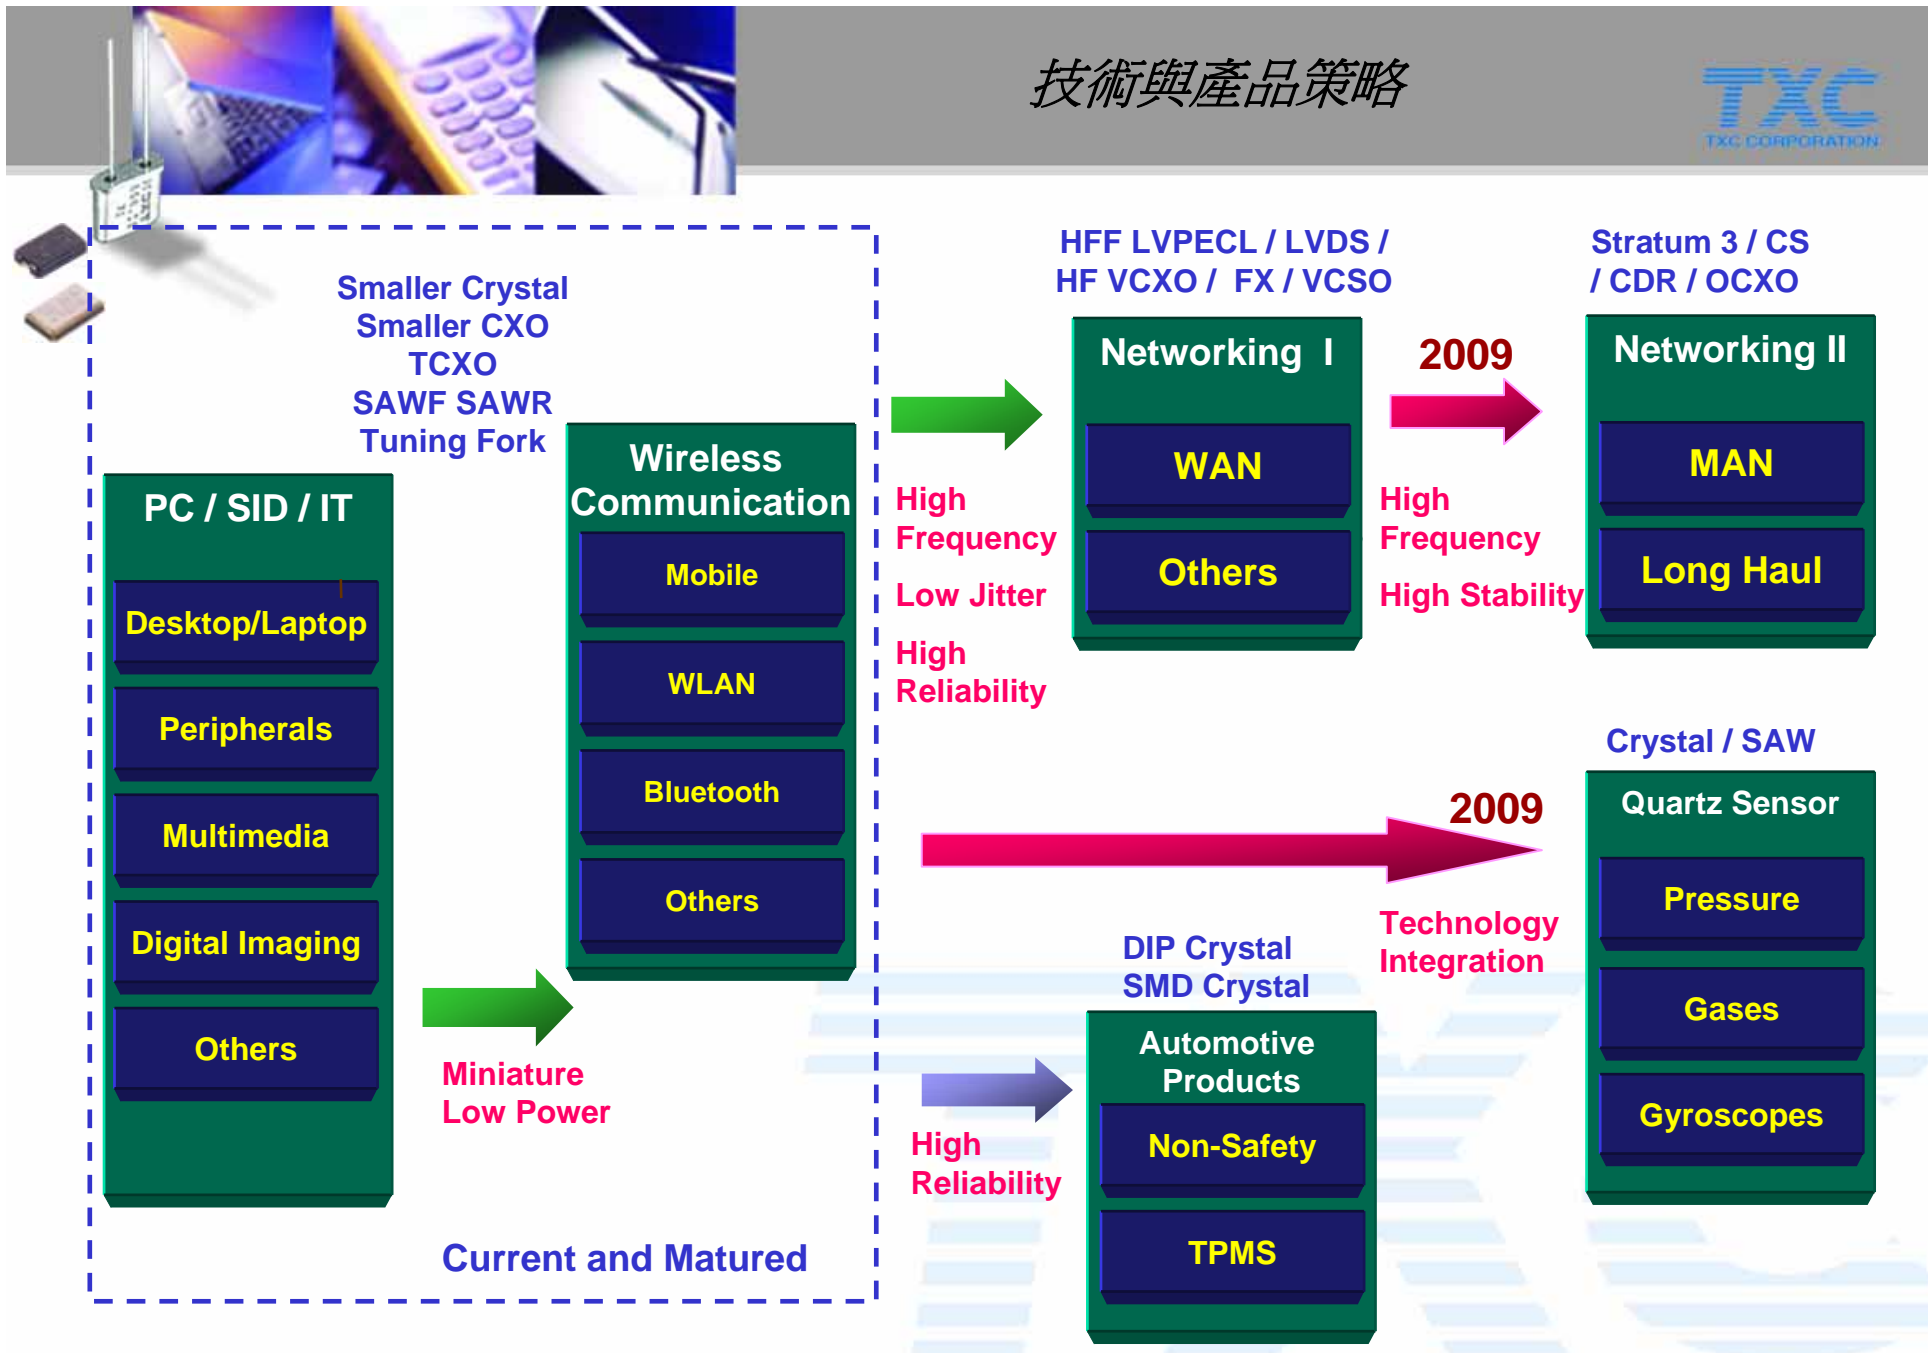 技術與產品策略
TXC
TXC CORPORATION
Smaller Crystal
Smaller CXO
TCXO
SAWF SAWR
Tuning Fork
PC / SID / IT
Desktop/Laptop
Peripherals
Multimedia
Digital Imaging
Others
Miniature
Low Power
Wireless
Communication
Mobile
WLAN
Bluetooth
Others
Current and Matured
High
Frequency
Low Jitter
High
Reliability
HFF LVPECL / LVDS /
HF VCXO / FX / VCSO
Networking I
WAN
Others
2009
High
Frequency
High Stability
Stratum 3 / CS
/ CDR / OCXO
Networking II
MAN
Long Haul
2009
Technology
Integration
Crystal / SAW
Quartz Sensor
Pressure
Gases
Gyroscopes
High
Reliability
DIP Crystal
SMD Crystal
Automotive
Products
Non-Safety
TPMS